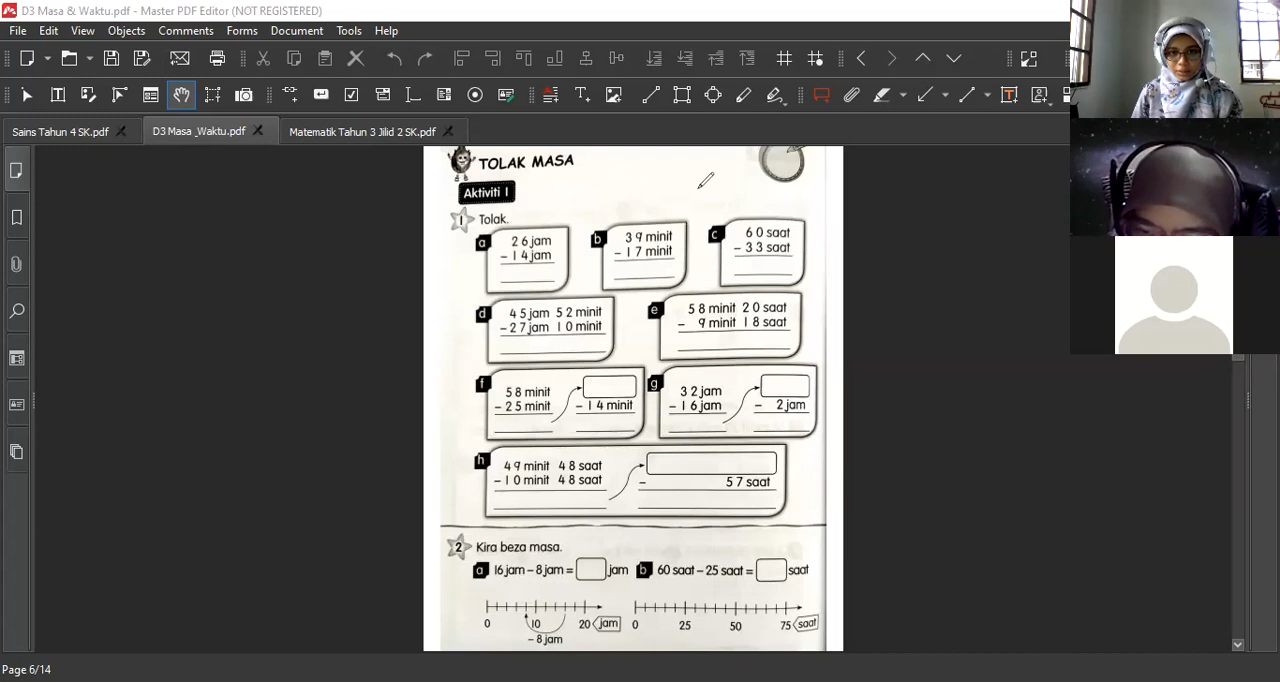 D3 Masa & Waktu.pdf - Master PDF Editor (NOT REGISTERED)
File Edit View Objects Comments Forms Document Tools Help
Sains Tahun 4 SK.pdf D3 Masa _Waktu.pdf Matematik Tahun 3 Jilid 2 SK.pdf
TOLAK MASA
Aktiviti 1
1 Tolak.
a 26 jam
- 14 jam
b 39 minit
- 17 minit
c 60 saat
- 33 saat
d 45 jam 52 minit
- 27 jam 10 minit
e 58 minit 20 saat
- 9 minit 18 saat
f 58 minit
- 25 minit - 14 minit
g 32 jam
- 16 jam - 2 jam
h 49 minit 48 saat
- 10 minit 48 saat - 57 saat
2 Kira beza masa.
a 16 jam – 8 jam = jam b 60 saat – 25 saat = saat
0 10 20 jam 0 25 50 75 saat
- 8 jam
Page 6/14